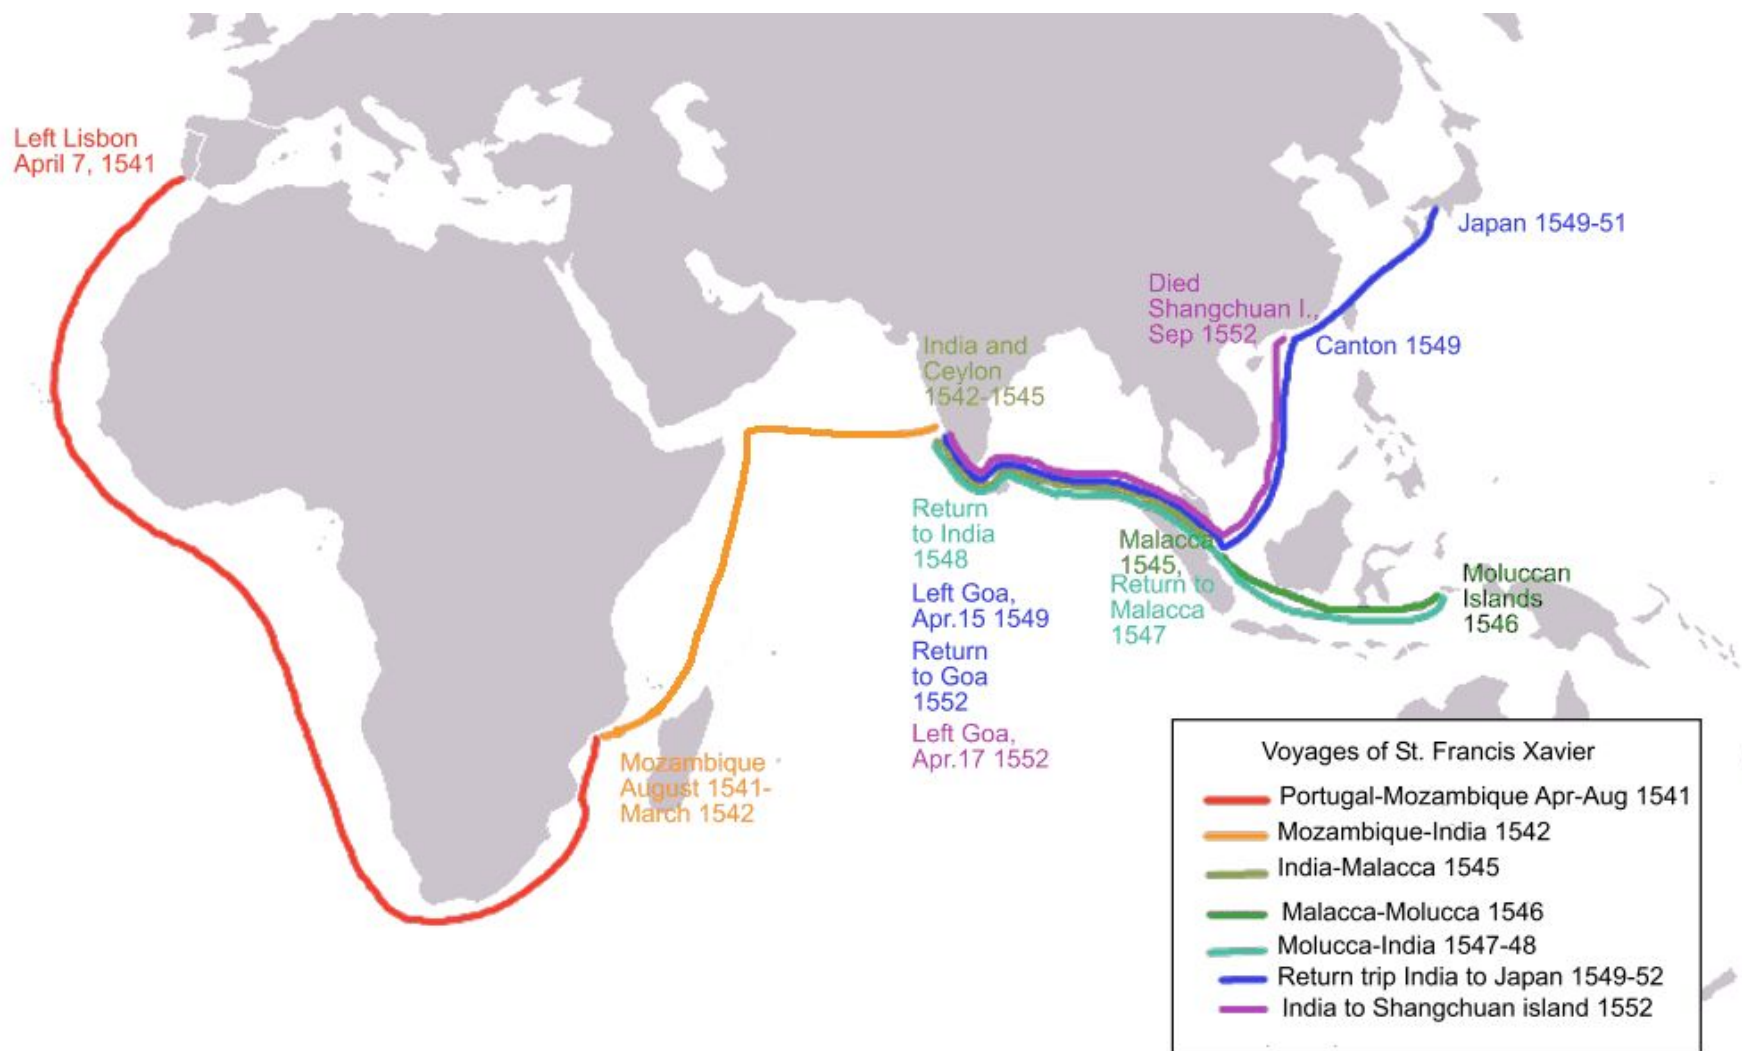 Left Lisbon
April 7, 1541
Japan 1549-51
Died
Shangchuan I.,
Sep 1552
Canton 1549
India and
Ceylon
1542-1545
Return
to India
1548
Left Goa,
Apr.15 1549
Return
to Goa
1552
Left Goa,
Apr.17 1552
Malacca
1545,
Return to
Malacca
1547
Moluccan
Islands
1546
Mozambique
August 1541-
March 1542
Voyages of St. Francis Xavier
Portugal-Mozambique Apr-Aug 1541
Mozambique-India 1542
India-Malacca 1545
Malacca-Molucca 1546
Molucca-India 1547-48
Return trip India to Japan 1549-52
India to Shangchuan island 1552